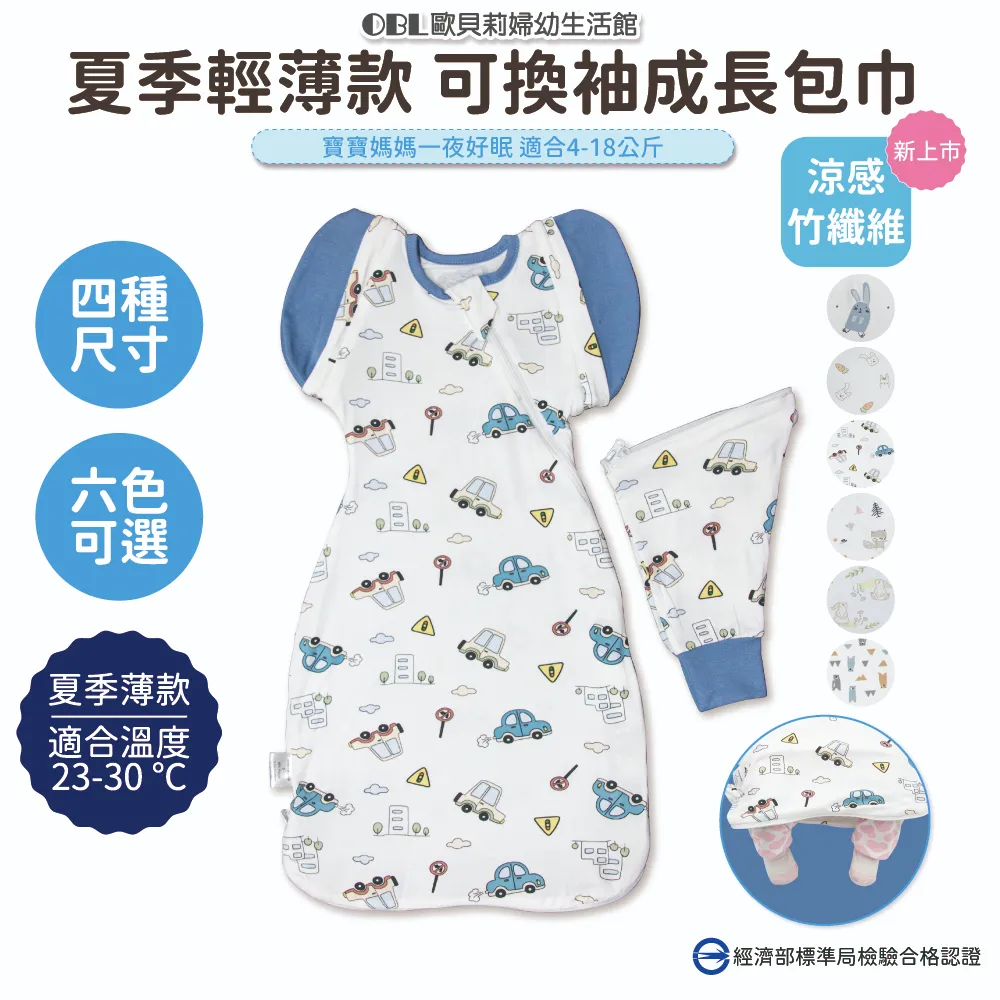 OBL歐貝莉婦幼生活館
夏季輕薄款 可換袖成長包巾
寶寶媽媽一夜好眠 適合4-18公斤
新上市
涼感
竹纖維
四種
尺寸
六色
可選
夏季薄款
適合溫度
23-30 °C
經濟部標準局檢驗合格認證